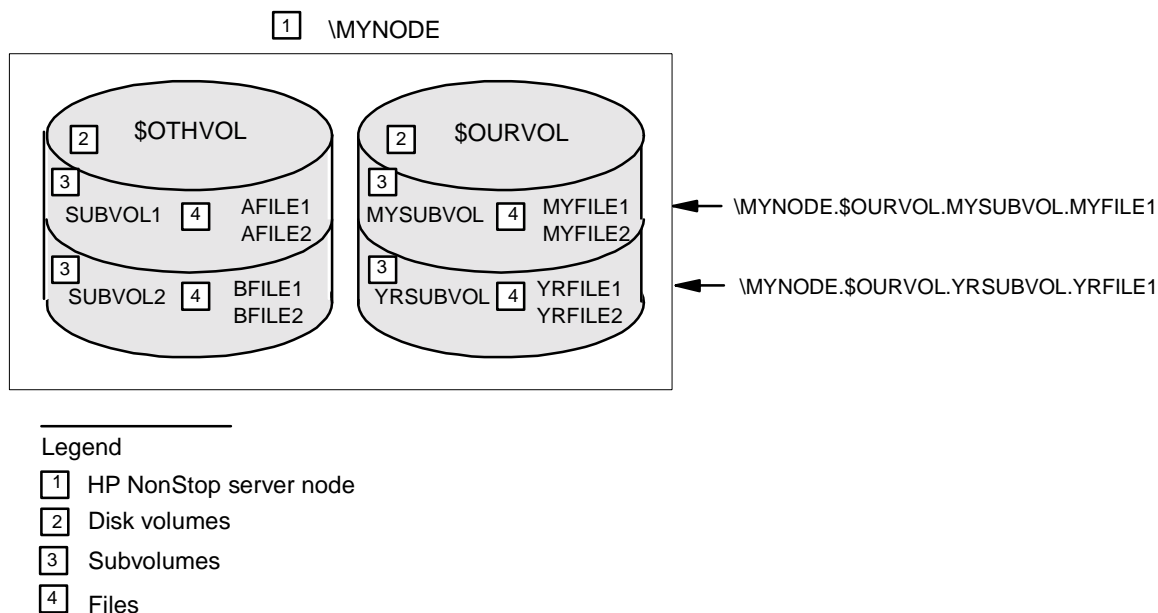 1 \MYNODE
2 $OTHVOL
3
SUBVOL1 4 AFILE1
AFILE2
3
SUBVOL2 4 BFILE1
BFILE2
2 $OURVOL
3
MYSUBVOL 4 MYFILE1
MYFILE2
3
YRSUBVOL 4 YRFILE1
YRFILE2
\MYNODE.$OURVOL.MYSUBVOL.MYFILE1
\MYNODE.$OURVOL.YRSUBVOL.YRFILE1
Legend
1 HP NonStop server node
2 Disk volumes
3 Subvolumes
4 Files